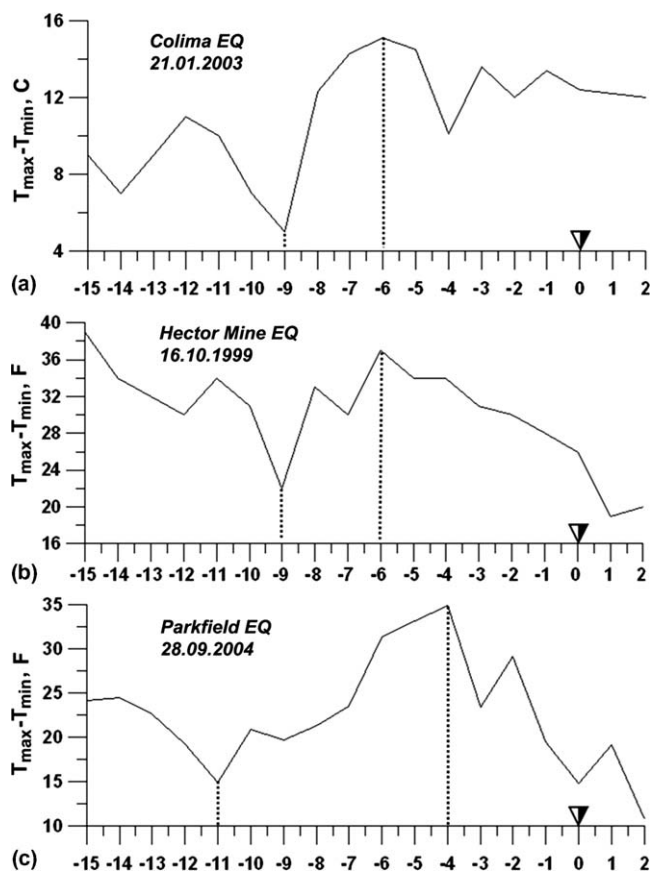 16
12
8
4
Tmax-Tmin, C
Colima EQ
21.01.2003
(a)
-15 -14 -13 -12 -11 -10 -9 -8 -7 -6 -5 -4 -3 -2 -1 0 1 2
40
36
32
28
24
20
16
Tmax-Tmin, F
Hector Mine EQ
16.10.1999
(b)
-15 -14 -13 -12 -11 -10 -9 -8 -7 -6 -5 -4 -3 -2 -1 0 1 2
35
30
25
20
15
10
Tmax-Tmin, F
Parkfield EQ
28.09.2004
(c)
-15 -14 -13 -12 -11 -10 -9 -8 -7 -6 -5 -4 -3 -2 -1 0 1 2